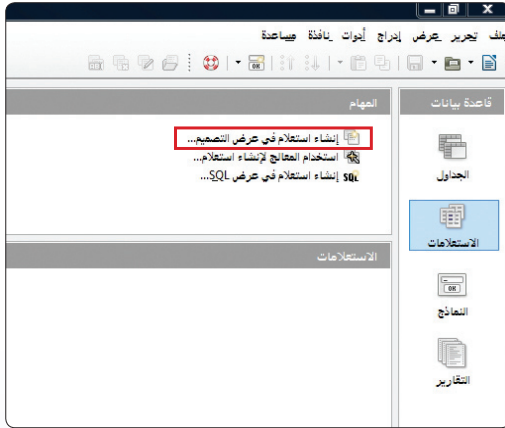 ملف تحرير عرض إدراج أدوات نافذة مساعدة
قاعدة بيانات
الجداول
الاستعلامات
النماذج
التقارير
المهام
إنشاء استعلام في عرض التصميم...
استخدام المعالج لإنشاء استعلام...
إنشاء استعلام في عرض SQL...
الاستعلامات